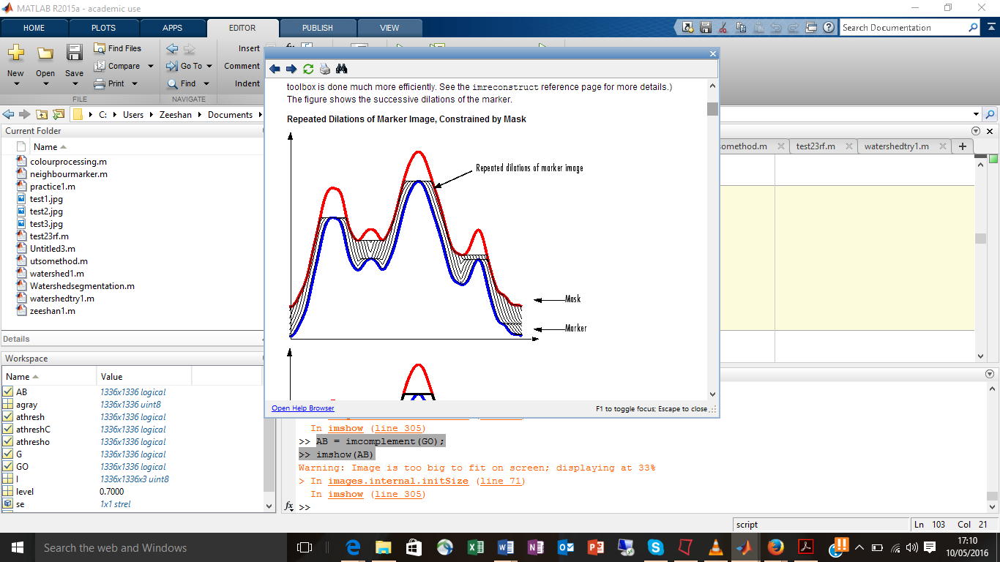 MATLAB R2015a - academic use
HOME PLOTS APPS EDITOR PUBLISH VIEW
Search Documentation
New Open Save
Find Files
Compare
Print
Go To
Find
Insert
Comment
Indent
FILE NAVIGATE
C: Users Zeeshan Documents
Current Folder
Name
colourprocessing.m
neighbourmarker.m
practice1.m
test1.jpg
test2.jpg
test3.jpg
test23rf.m
Untitled3.m
utsomethod.m
watershed1.m
Watershedsegmentation.m
watershedtry1.m
zeeshan1.m
Details
Workspace
Name Value
AB 1336x1336 logical
agray 1336x1336 uint8
athresh 1336x1336 logical
athreshC 1336x1336 logical
athresho 1336x1336 logical
G 1336x1336 logical
GO 1336x1336 logical
I 1336x1336x3 uint8
level 0.7000
se 1x1 strel
toolbox is done much more efficiently. See the imreconstruct reference page for more details.)
The figure shows the successive dilations of the marker.
Repeated Dilations of Marker Image, Constrained by Mask
Repeated dilations of marker image
Mask
Marker
Open Help Browser
F1 to toggle focus; Escape to close
somethod.m test23rf.m watershedtry1.m
In imshow (line 305)
>> AB = imcomplement(GO);
>> imshow(AB)
Warning: Image is too big to fit on screen; displaying at 33%
> In images.internal.initSize (line 71)
In imshow (line 305)
fx >>
script
Ln 103 Col 21
Search the web and Windows
17:10
10/05/2016